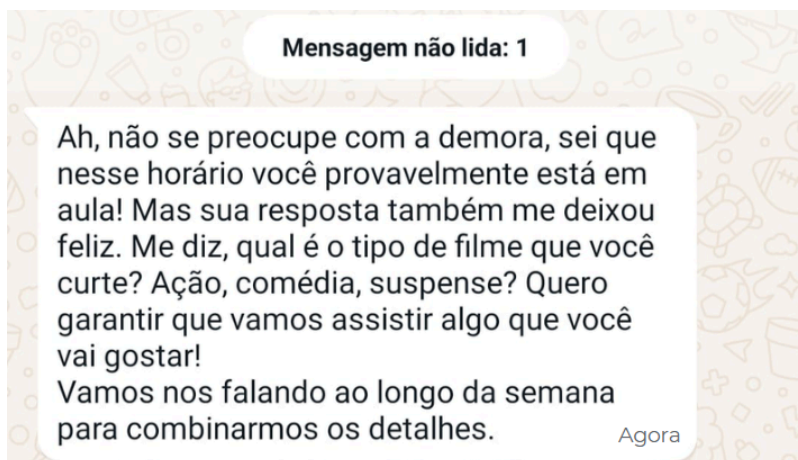 Mensagem não lida: 1
Ah, não se preocupe com a demora, sei que
nesse horário você provavelmente está em
aula! Mas sua resposta também me deixou
feliz. Me diz, qual é o tipo de filme que você
curte? Ação, comédia, suspense? Quero
garantir que vamos assistir algo que você
vai gostar!
Vamos nos falando ao longo da semana
para combinarmos os detalhes.
Agora